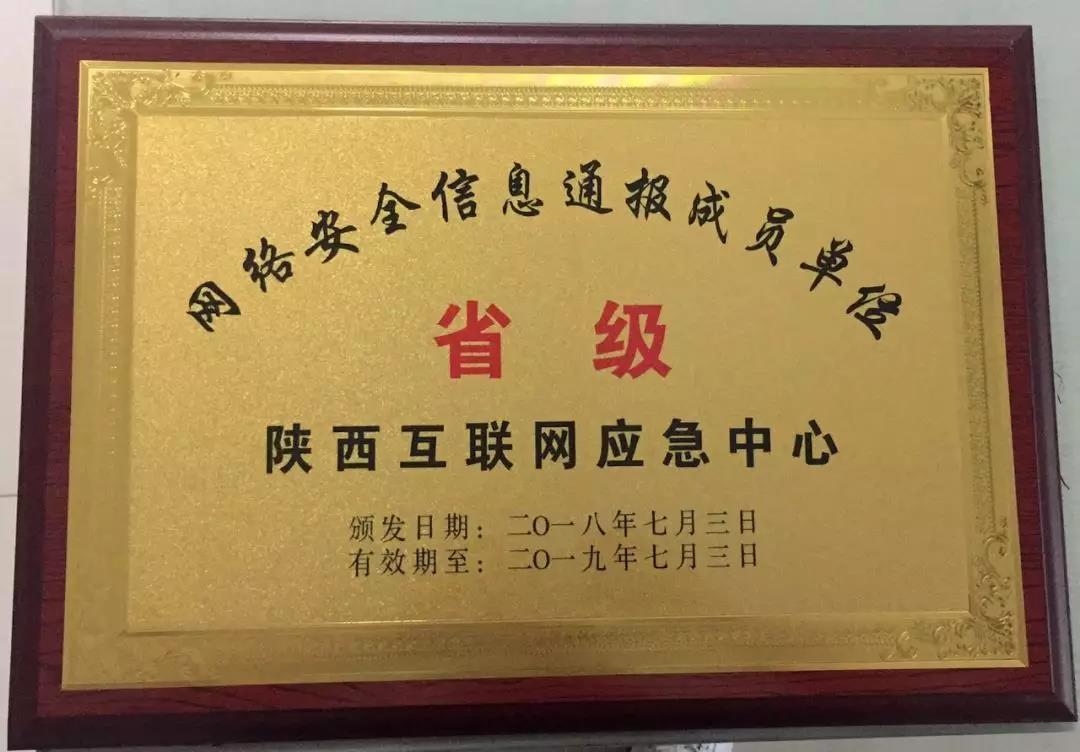 网络安全信息通报成员单位
省级
陕西互联网应急中心
颁发日期：二〇一八年七月三日
有效期至：二〇一九年七月三日